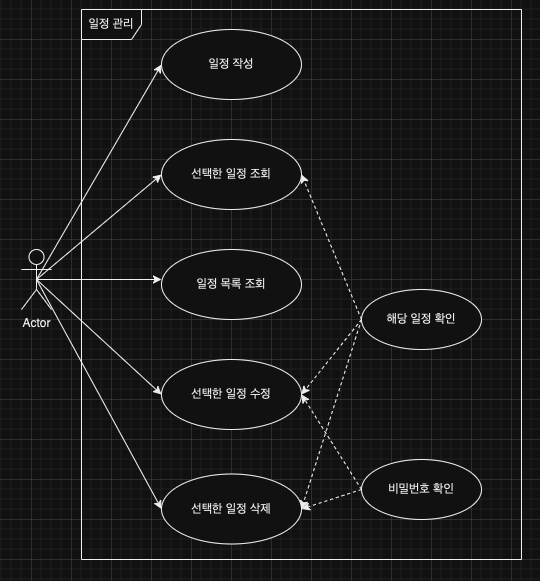 일정 관리
일정 작성
선택한 일정 조회
일정 목록 조회
Actor
해당 일정 확인
선택한 일정 수정
비밀번호 확인
선택한 일정 삭제